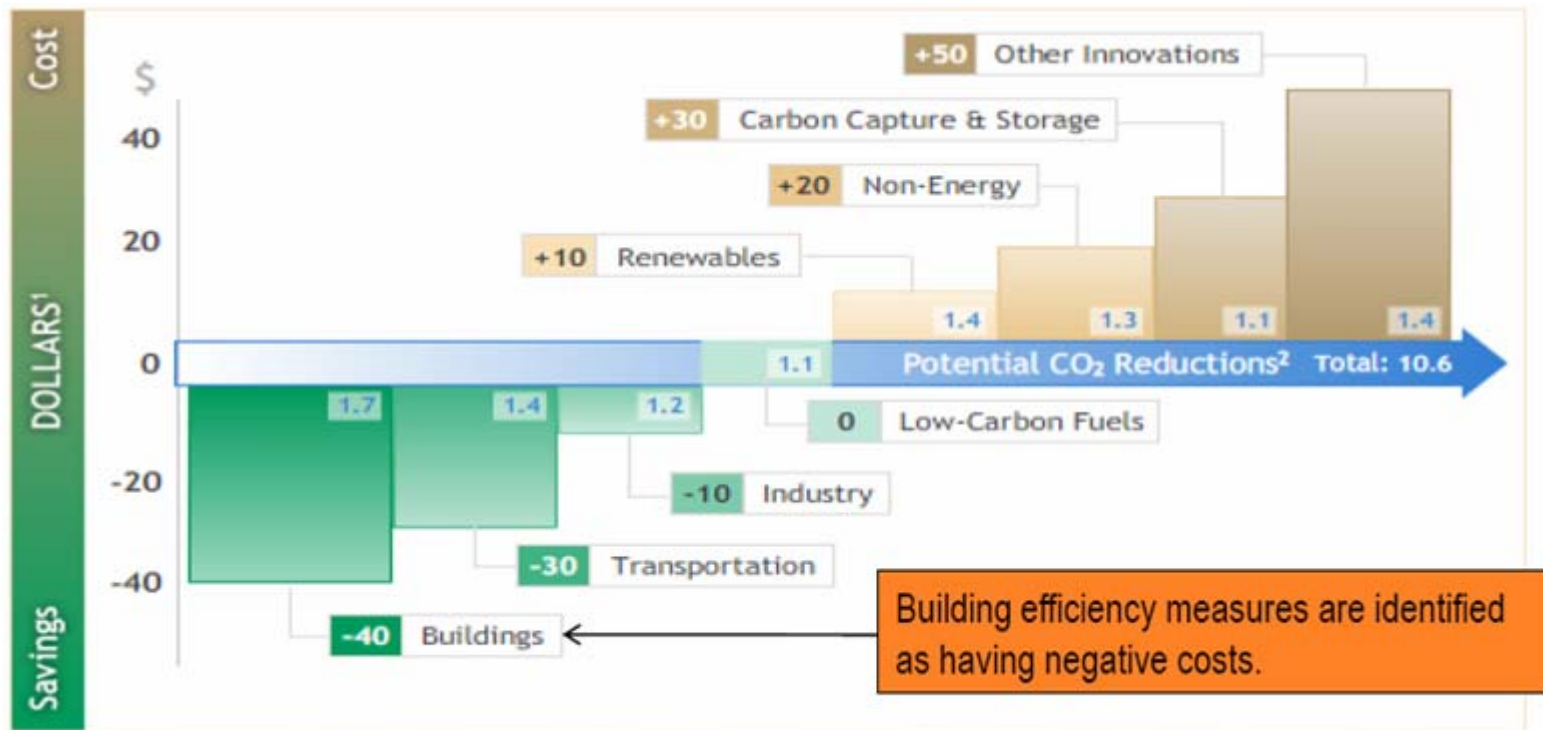 Cost
DOLLARS¹
Savings
$
40
20
0
-20
-40
+50 Other Innovations
+30 Carbon Capture & Storage
+20 Non-Energy
+10 Renewables
1.4
1.3
1.1
1.4
1.1
Potential CO₂ Reductions² Total: 10.6
1.7
1.4
1.2
0 Low-Carbon Fuels
-10 Industry
-30 Transportation
-40 Buildings
Building efficiency measures are identified
as having negative costs.